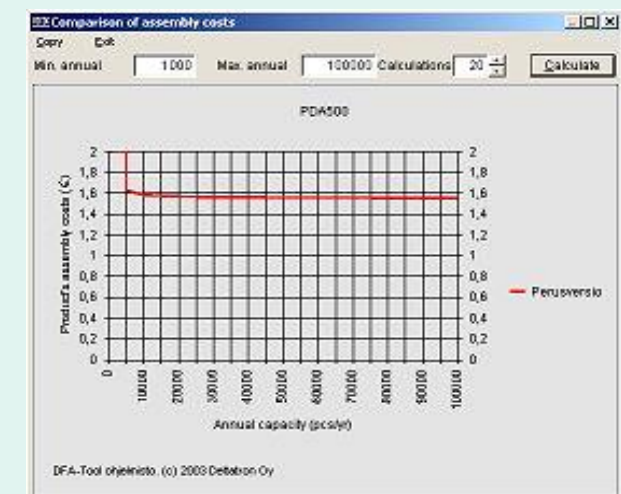 Comparison of assembly costs
Copy Exit
Min. annual 1000 Max. annual 100000 Calculations 20 Calculate
PDA500
2 2
1,8 1,8
1,6 1,6
1,4 1,4
1,2 1,2
1 1
0,8 0,8
0,6 0,6
0,4 0,4
0,2 0,2
0 0
Product's assembly costs (€)
Perusversio
0 10000 20000 30000 40000 50000 60000 70000 80000 90000 100000
Annual capacity (pcs/yr)
DFA-Tool ohjelmisto. (c) 2003 Deltatron Oy